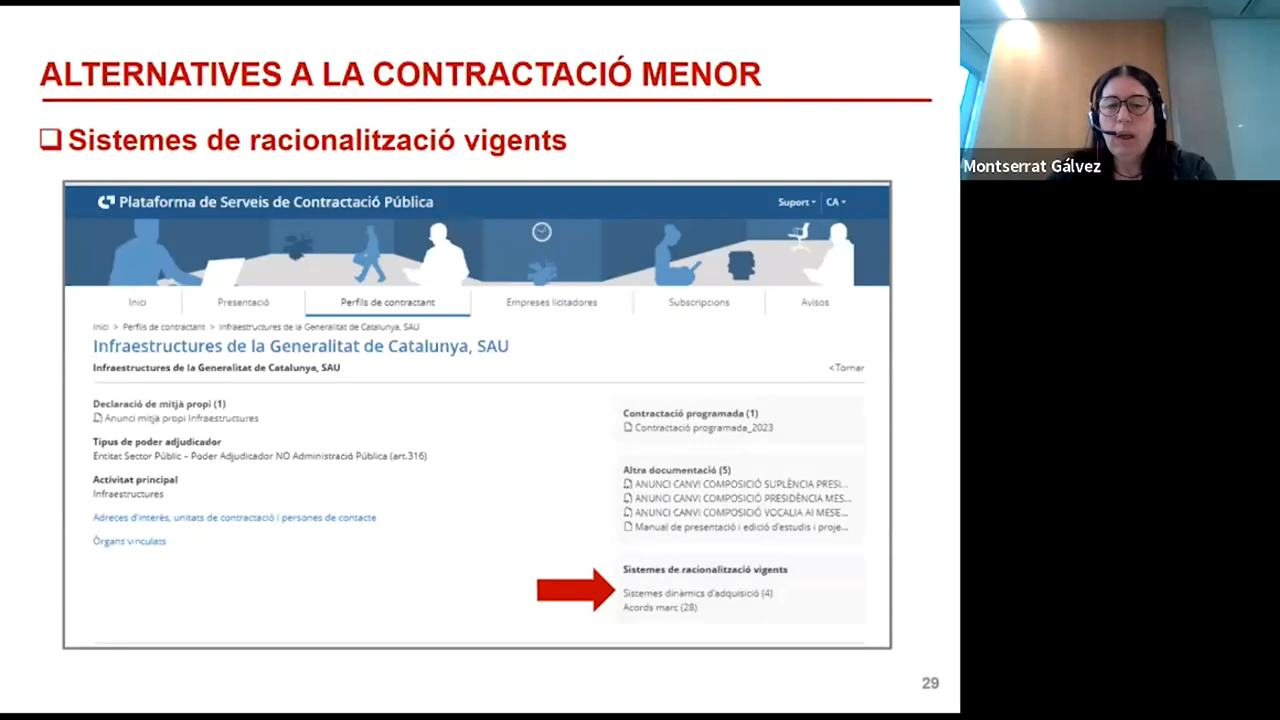 ALTERNATIVES A LA CONTRACTACIÓ MENOR
Sistemes de racionalització vigents
Plataforma de Serveis de Contractació Pública
Suport
CA
Inici
Presentació
Perfils de contractant
Empreses licitadores
Subscripcions
Avisos
Inici > Perfils de contractant > Infraestructures de la Generalitat de Catalunya, SAU
Infraestructures de la Generalitat de Catalunya, SAU
Infraestructures de la Generalitat de Catalunya, SAU
<Tornar
Declaració de mitjà propi (1)
Anunci mitjà propi Infraestructures
Tipus de poder adjudicador
Entitat Sector Públic – Poder Adjudicador NO Administració Pública (art.316)
Activitat principal
Infraestructures
Adreces d'interès, unitats de contractació i persones de contacte
Òrgans vinculats
Contractació programada (1)
Contractació programada_2023
Altra documentació (5)
ANUNCI CANVI COMPOSICIÓ SUPLÈNCIA PRESI...
ANUNCI CANVI COMPOSICIÓ PRESIDÈNCIA MES...
ANUNCI CANVI COMPOSICIÓ VOCALIA AI MESE...
Manual de presentació i edició d'estudis i proje...
Sistemes de racionalització vigents
Sistemes dinàmics d'adquisició (4)
Acords marc (28)
29
Montserrat Gálvez